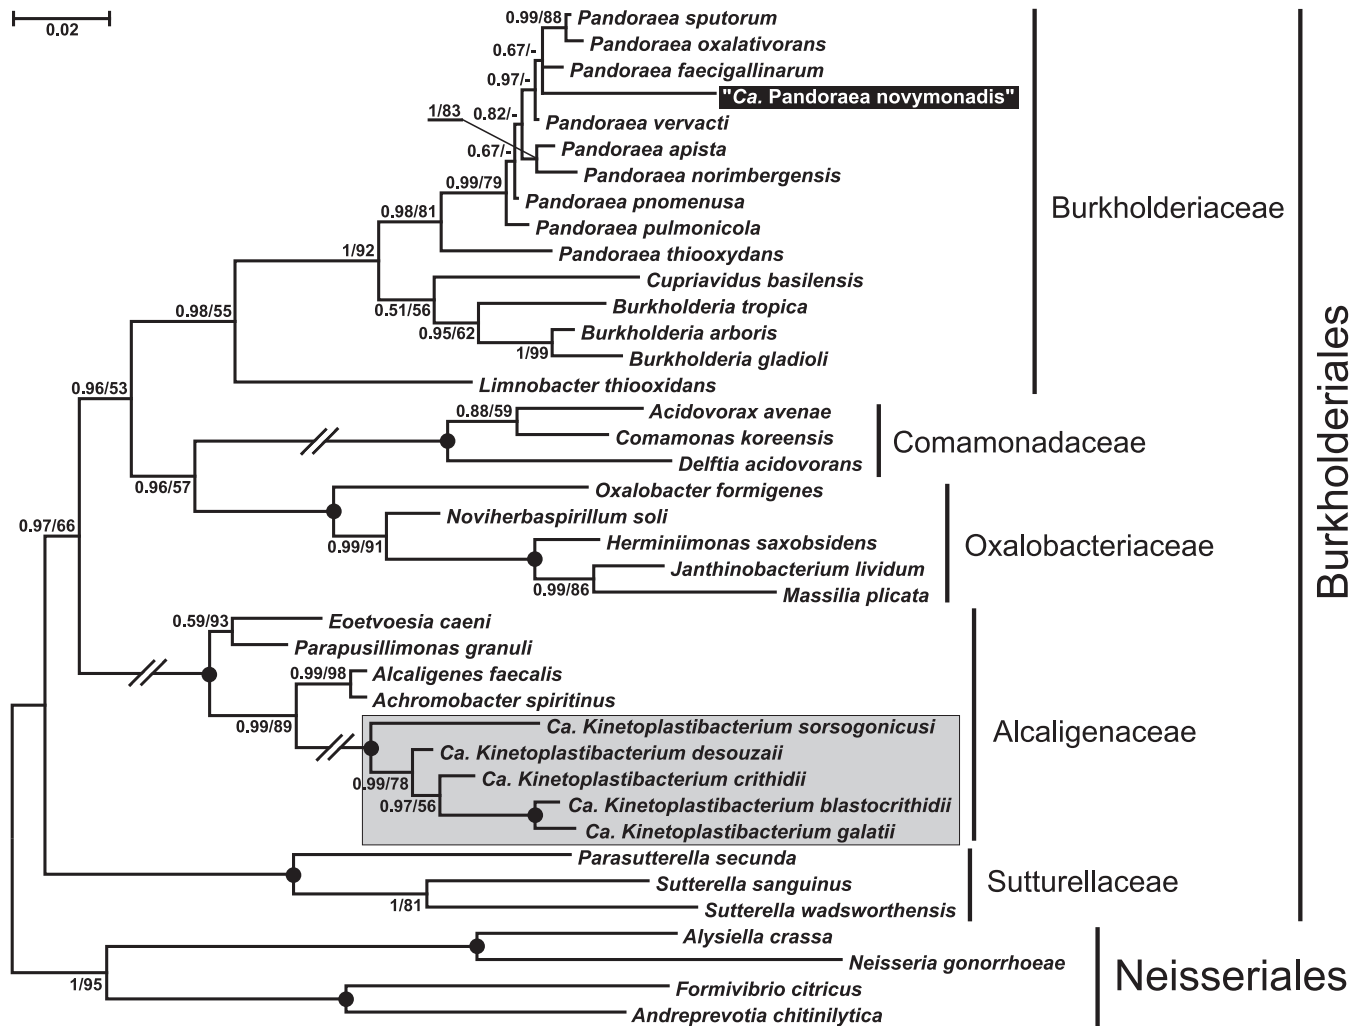 0.02
0.99/88
Pandoraea sputorum
Pandoraea oxalativorans
0.67/-
Pandoraea faecigallinarum
0.97/-
"Ca. Pandoraea novymonadis"
1/83
0.82/-
Pandoraea vervacti
Pandoraea apista
0.67/-
Pandoraea norimbergensis
0.99/79
Pandoraea pnomenusa
0.98/81
Pandoraea pulmonicola
1/92
Pandoraea thiooxydans
Cupriavidus basilensis
0.51/56
Burkholderia tropica
0.98/55
0.95/62
Burkholderia arboris
1/99
Burkholderia gladioli
Limnobacter thiooxidans
Burkholderiaceae
0.96/53
0.88/59
Acidovorax avenae
Comamonas koreensis
Delftia acidovorans
Comamonadaceae
0.96/57
Oxalobacter formigenes
Noviherbaspirillum soli
0.97/66
0.99/91
Herminiimonas saxobsidens
Janthinobacterium lividum
0.99/86
Massilia plicata
Oxalobacteriaceae
0.59/93
Eoetvoesia caeni
Parapusillimonas granuli
0.99/98
Alcaligenes faecalis
Achromobacter spiritinus
0.99/89
Ca. Kinetoplastibacterium sorsogonicusi
Ca. Kinetoplastibacterium desouzaii
0.99/78
Ca. Kinetoplastibacterium crithidii
0.97/56
Ca. Kinetoplastibacterium blastocrithidii
Ca. Kinetoplastibacterium galatii
Alcaligenaceae
Parasutterella secunda
Sutterella sanguinus
1/81
Sutterella wadsworthensis
Sutturellaceae
Burkholderiales
Alysiella crassa
Neisseria gonorrhoeae
1/95
Formivibrio citricus
Andreprevotia chitinilytica
Neisseriales